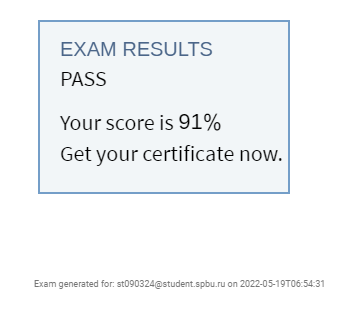 EXAM RESULTS
PASS
Your score is 91%
Get your certificate now.
Exam generated for: st090324@student.spbu.ru on 2022-05-19T06:54:31